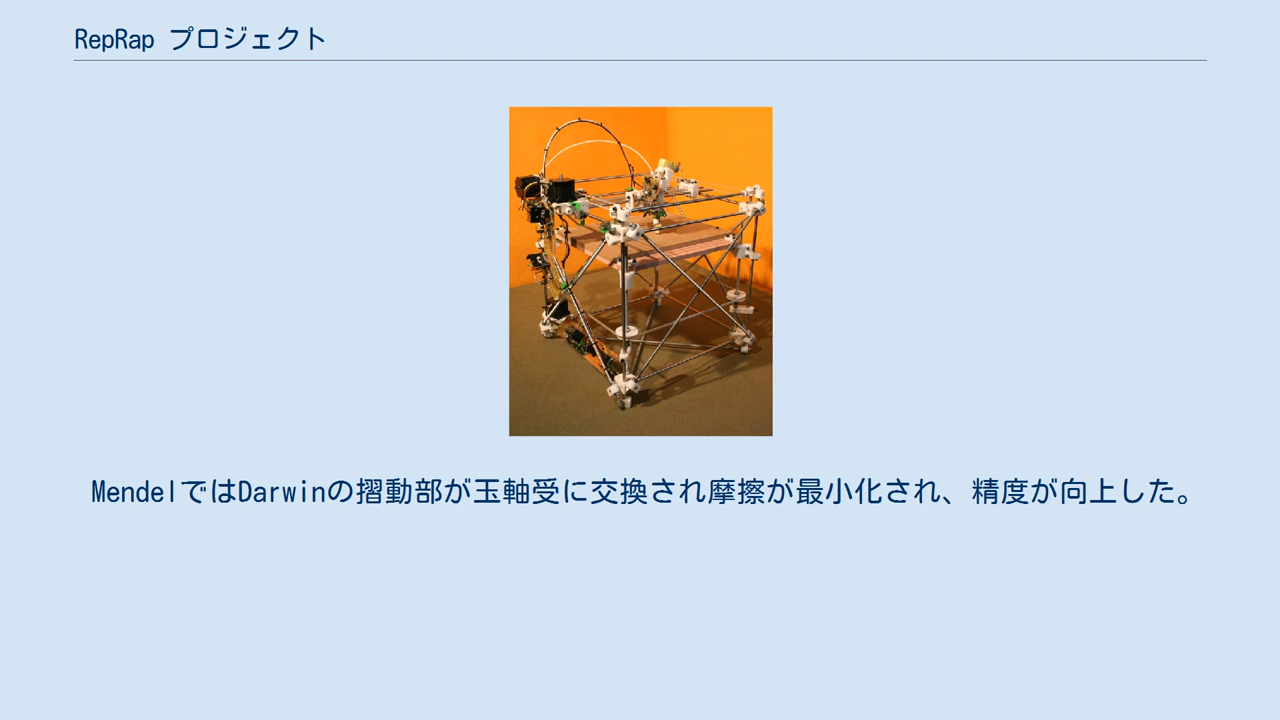 RepRap プロジェクト
MendelではDarwinの摺動部が玉軸受に交換され摩擦が最小化され、精度が向上した。